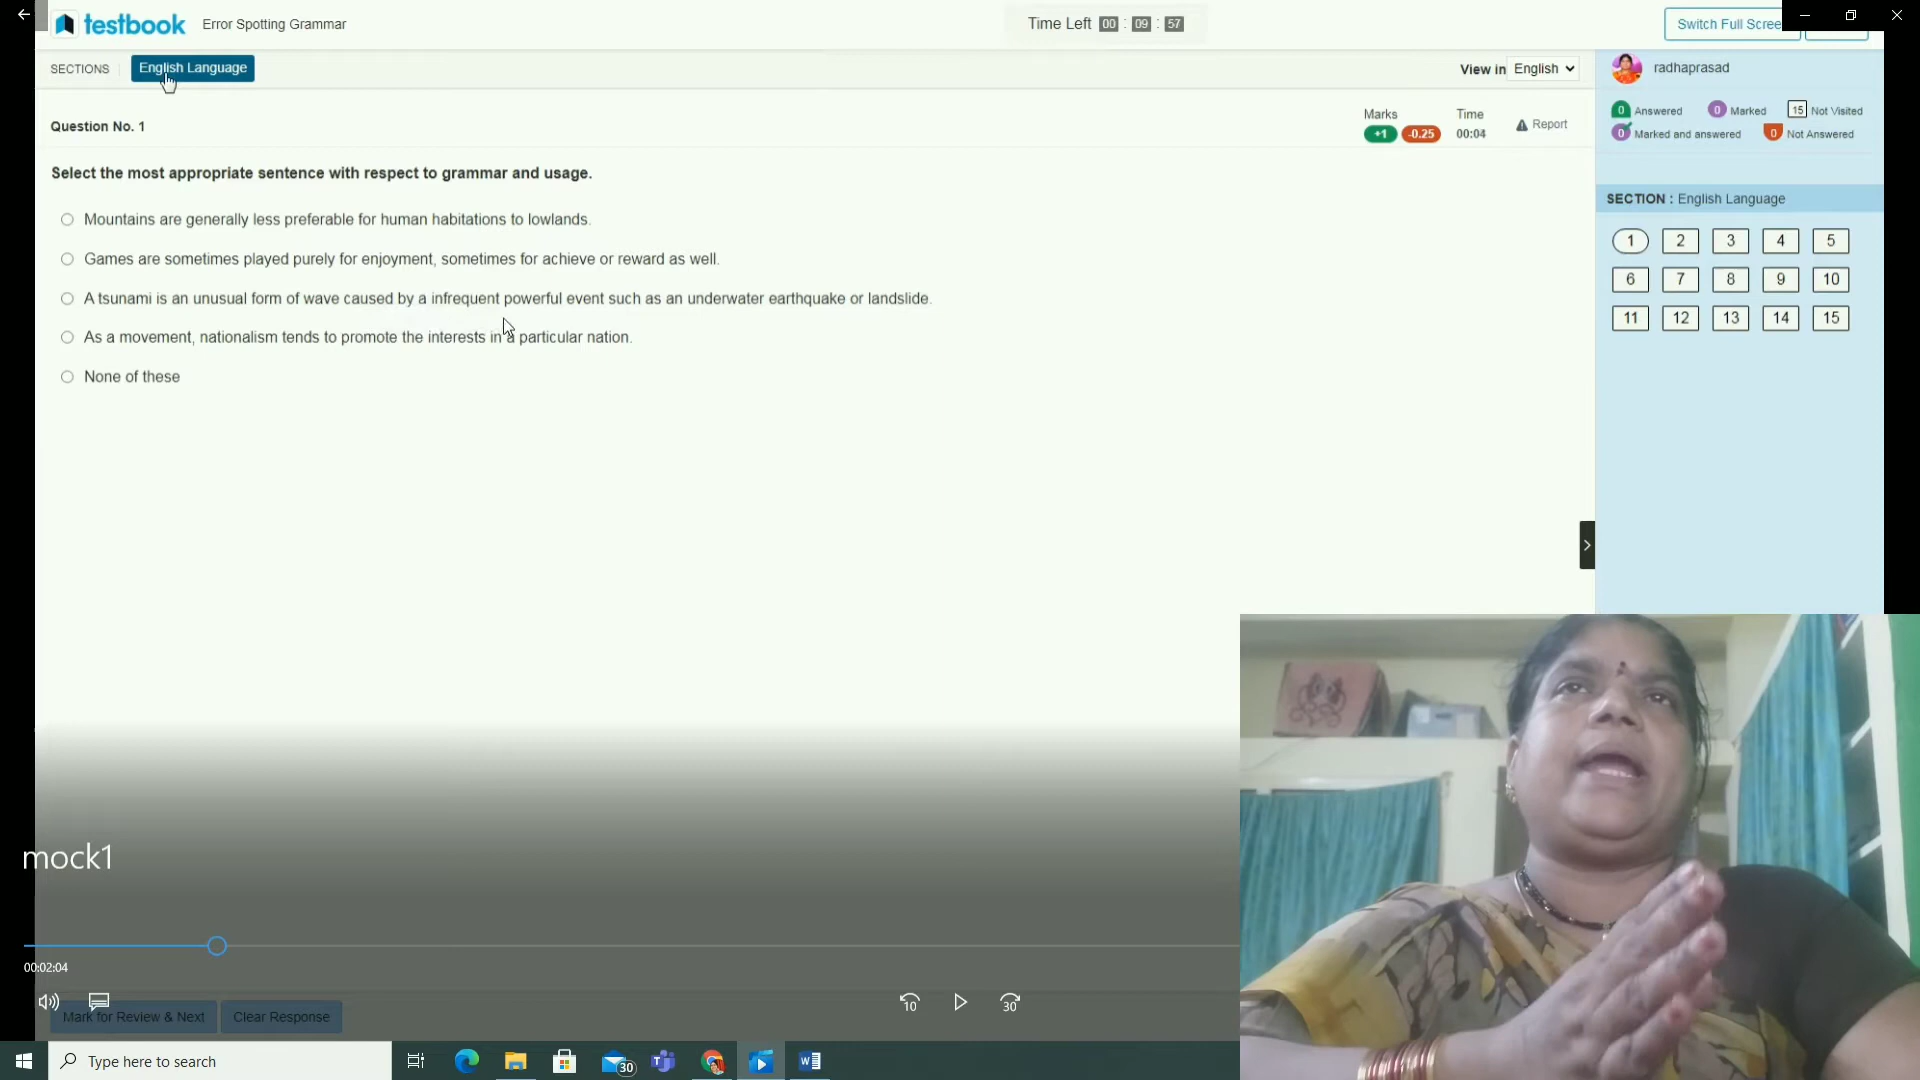 testbook Error Spotting Grammar Time Left 00 : 09 : 57 Switch Full Scree
SECTIONS English Language View in English radhaprasad
Question No. 1 Marks Time Report
+1 -0.25 00:04
0 Answered 0 Marked 15 Not Visited
0 Marked and answered 0 Not Answered
Select the most appropriate sentence with respect to grammar and usage.
SECTION : English Language
Mountains are generally less preferable for human habitations to lowlands.
Games are sometimes played purely for enjoyment, sometimes for achieve or reward as well.
A tsunami is an unusual form of wave caused by a infrequent powerful event such as an underwater earthquake or landslide.
As a movement, nationalism tends to promote the interests in a particular nation.
None of these
1 2 3 4 5
6 7 8 9 10
11 12 13 14 15
mock1
00:02:04
10 30
Mark for Review & Next Clear Response
Type here to search 30